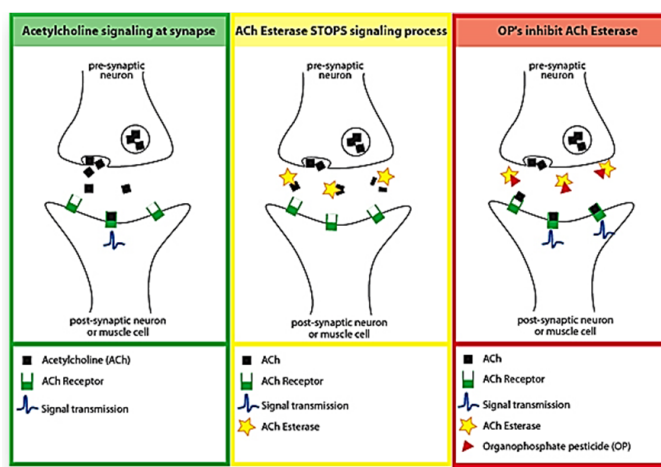 Acetylcholine signaling at synapse
pre-synaptic
neuron
post-synaptic neuron
or muscle cell
Acetylcholine (ACh)
ACh Receptor
Signal transmission
ACh Esterase STOPS signaling process
pre-synaptic
neuron
post-synaptic neuron
or muscle cell
ACh
ACh Receptor
Signal transmission
ACh Esterase
OP's inhibit ACh Esterase
pre-synaptic
neuron
post-synaptic neuron
or muscle cell
ACh
ACh Receptor
Signal transmission
ACh Esterase
Organophosphate pesticide (OP)